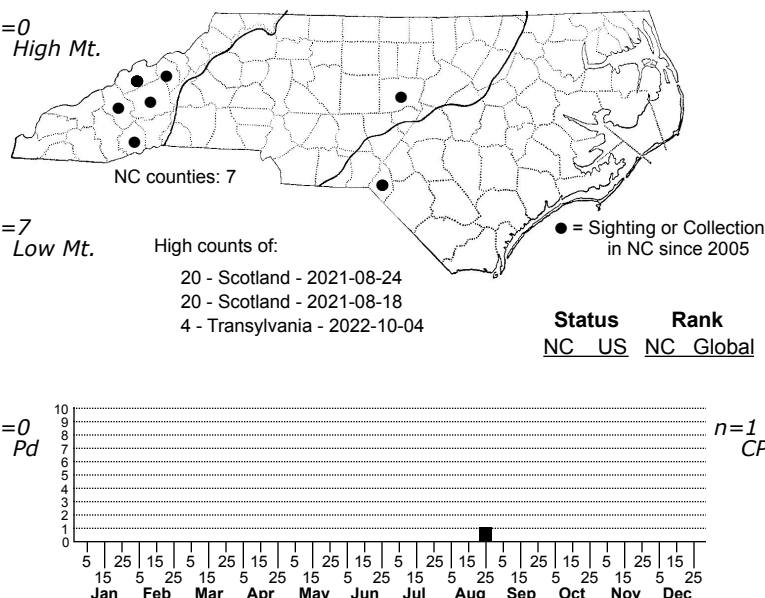 =0
High Mt.
NC counties: 7
=7
Low Mt.
● = Sighting or Collection
in NC since 2005
High counts of:
20 - Scotland - 2021-08-24
20 - Scotland - 2021-08-18
4 - Transylvania - 2022-10-04
Status Rank
NC US NC Global
=0
Pd
n=1
CP
10
9
8
7
6
5
4
3
2
1
0
5 15 25 5 15 25 5 15 25 5 15 25 5 15 25 5 15 25
15 5 25 15 5 25 15 5 25 15 5 25 15 5 25 15 5 25
Jan Feb Mar Apr May Jun Jul Aug Sep Oct Nov Dec